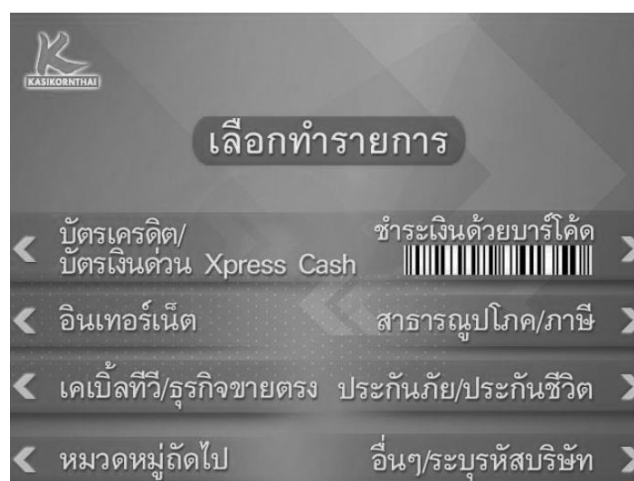 KASIKORNTHAI
เลือกทำรายการ
บัตรเครดิต/
บัตรเงินด่วน Xpress Cash
ชำระเงินด้วยบาร์โค้ด
อินเทอร์เน็ต
สาธารณูปโภค/ภาษี
เคเบิ้ลทีวี/ธุรกิจขายตรง
ประกันภัย/ประกันชีวิต
หมวดหมู่ถัดไป
อื่นๆ/ระบุรหัสบริษัท